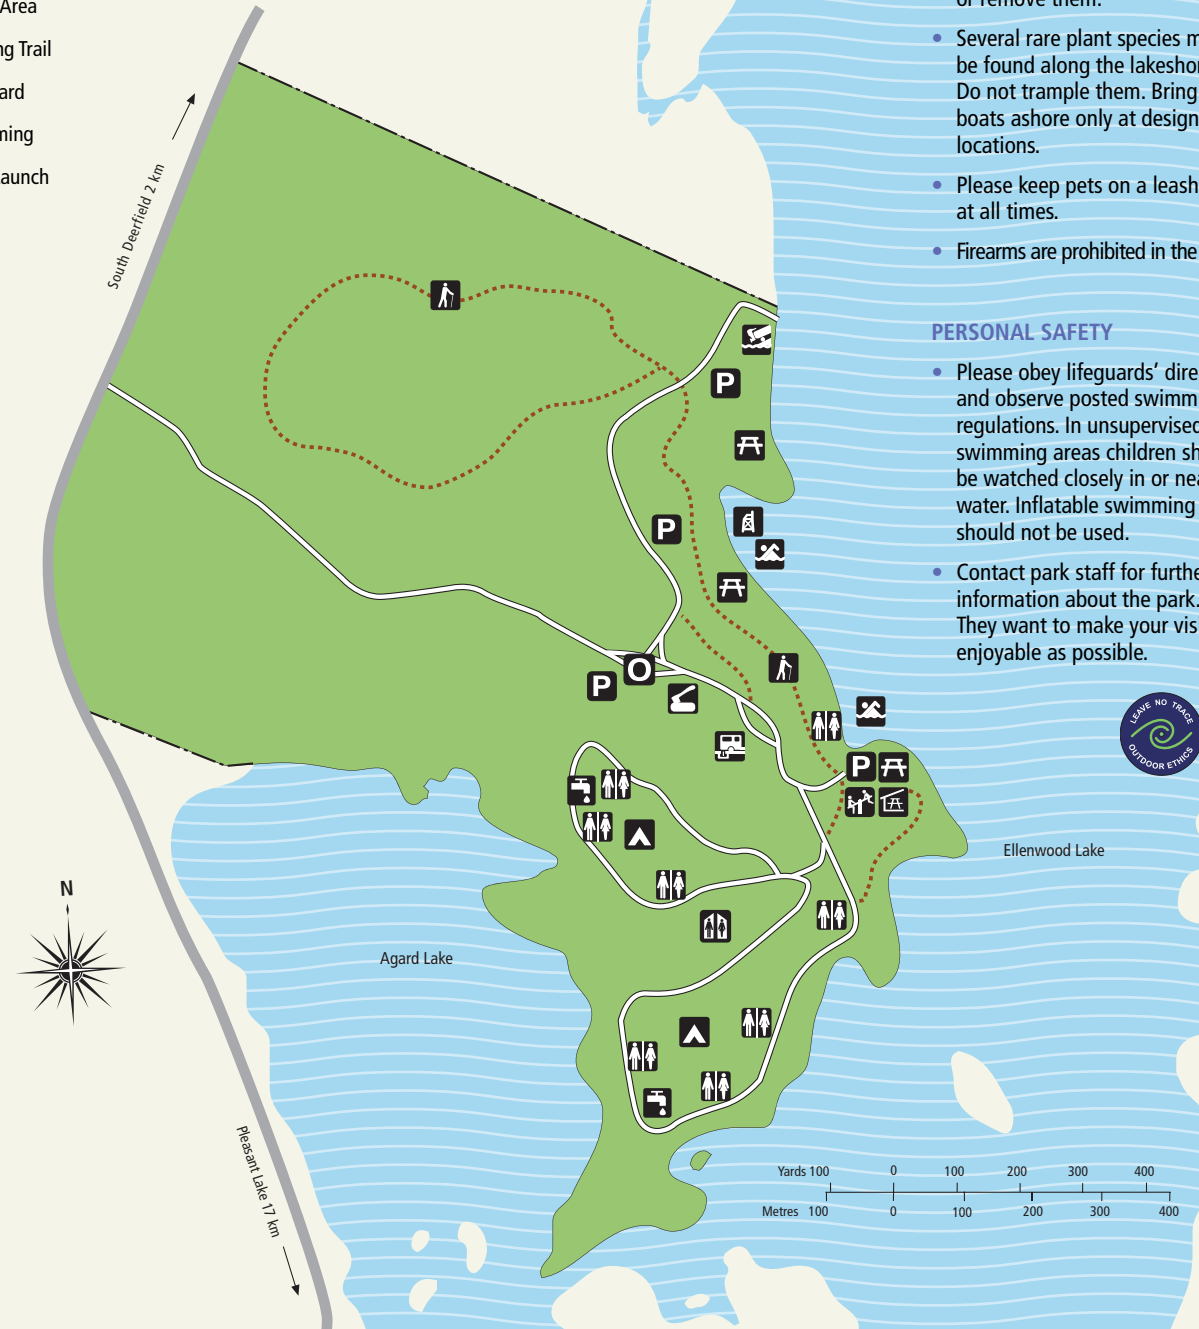 Area
ng Trail
ard
ming
aunch
or remove them.
• Several rare plant species m
be found along the lakeshor
Do not trample them. Bring
boats ashore only at design
locations.
• Please keep pets on a leash
at all times.
• Firearms are prohibited in the
PERSONAL SAFETY
• Please obey lifeguards’ dire
and observe posted swimm
regulations. In unsupervised
swimming areas children sh
be watched closely in or nea
water. Inflatable swimming
should not be used.
• Contact park staff for furthe
information about the park.
They want to make your vis
enjoyable as possible.
LEAVE NO TRACE
OUTDOOR ETHICS
South Deerfield 2 km
P
P
O
P
P
Ellenwood Lake
N
Agard Lake
Pleasant Lake 17 km
Yards 100 0 100 200 300 400
Metres 100 0 100 200 300 400